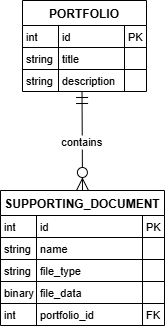 PORTFOLIO
int id PK
string title
string description
contains
SUPPORTING_DOCUMENT
int id PK
string name
string file_type
binary file_data
int portfolio_id FK